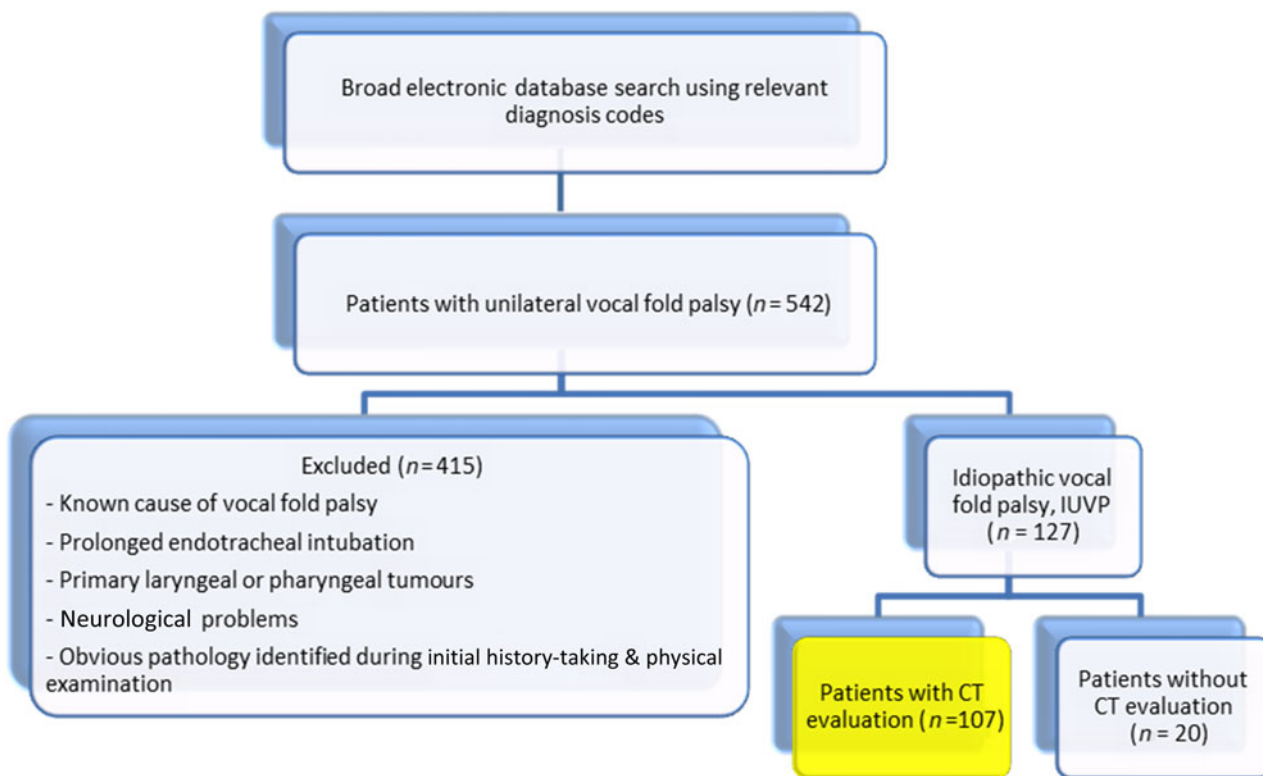 Broad electronic database search using relevant
diagnosis codes
Patients with unilateral vocal fold palsy (n = 542)
Excluded (n = 415)
- Known cause of vocal fold palsy
- Prolonged endotracheal intubation
- Primary laryngeal or pharyngeal tumours
- Neurological problems
- Obvious pathology identified during initial history-taking & physical
examination
Idiopathic vocal
fold palsy, IUVP
(n = 127)
Patients with CT
evaluation (n =107)
Patients without
CT evaluation
(n = 20)